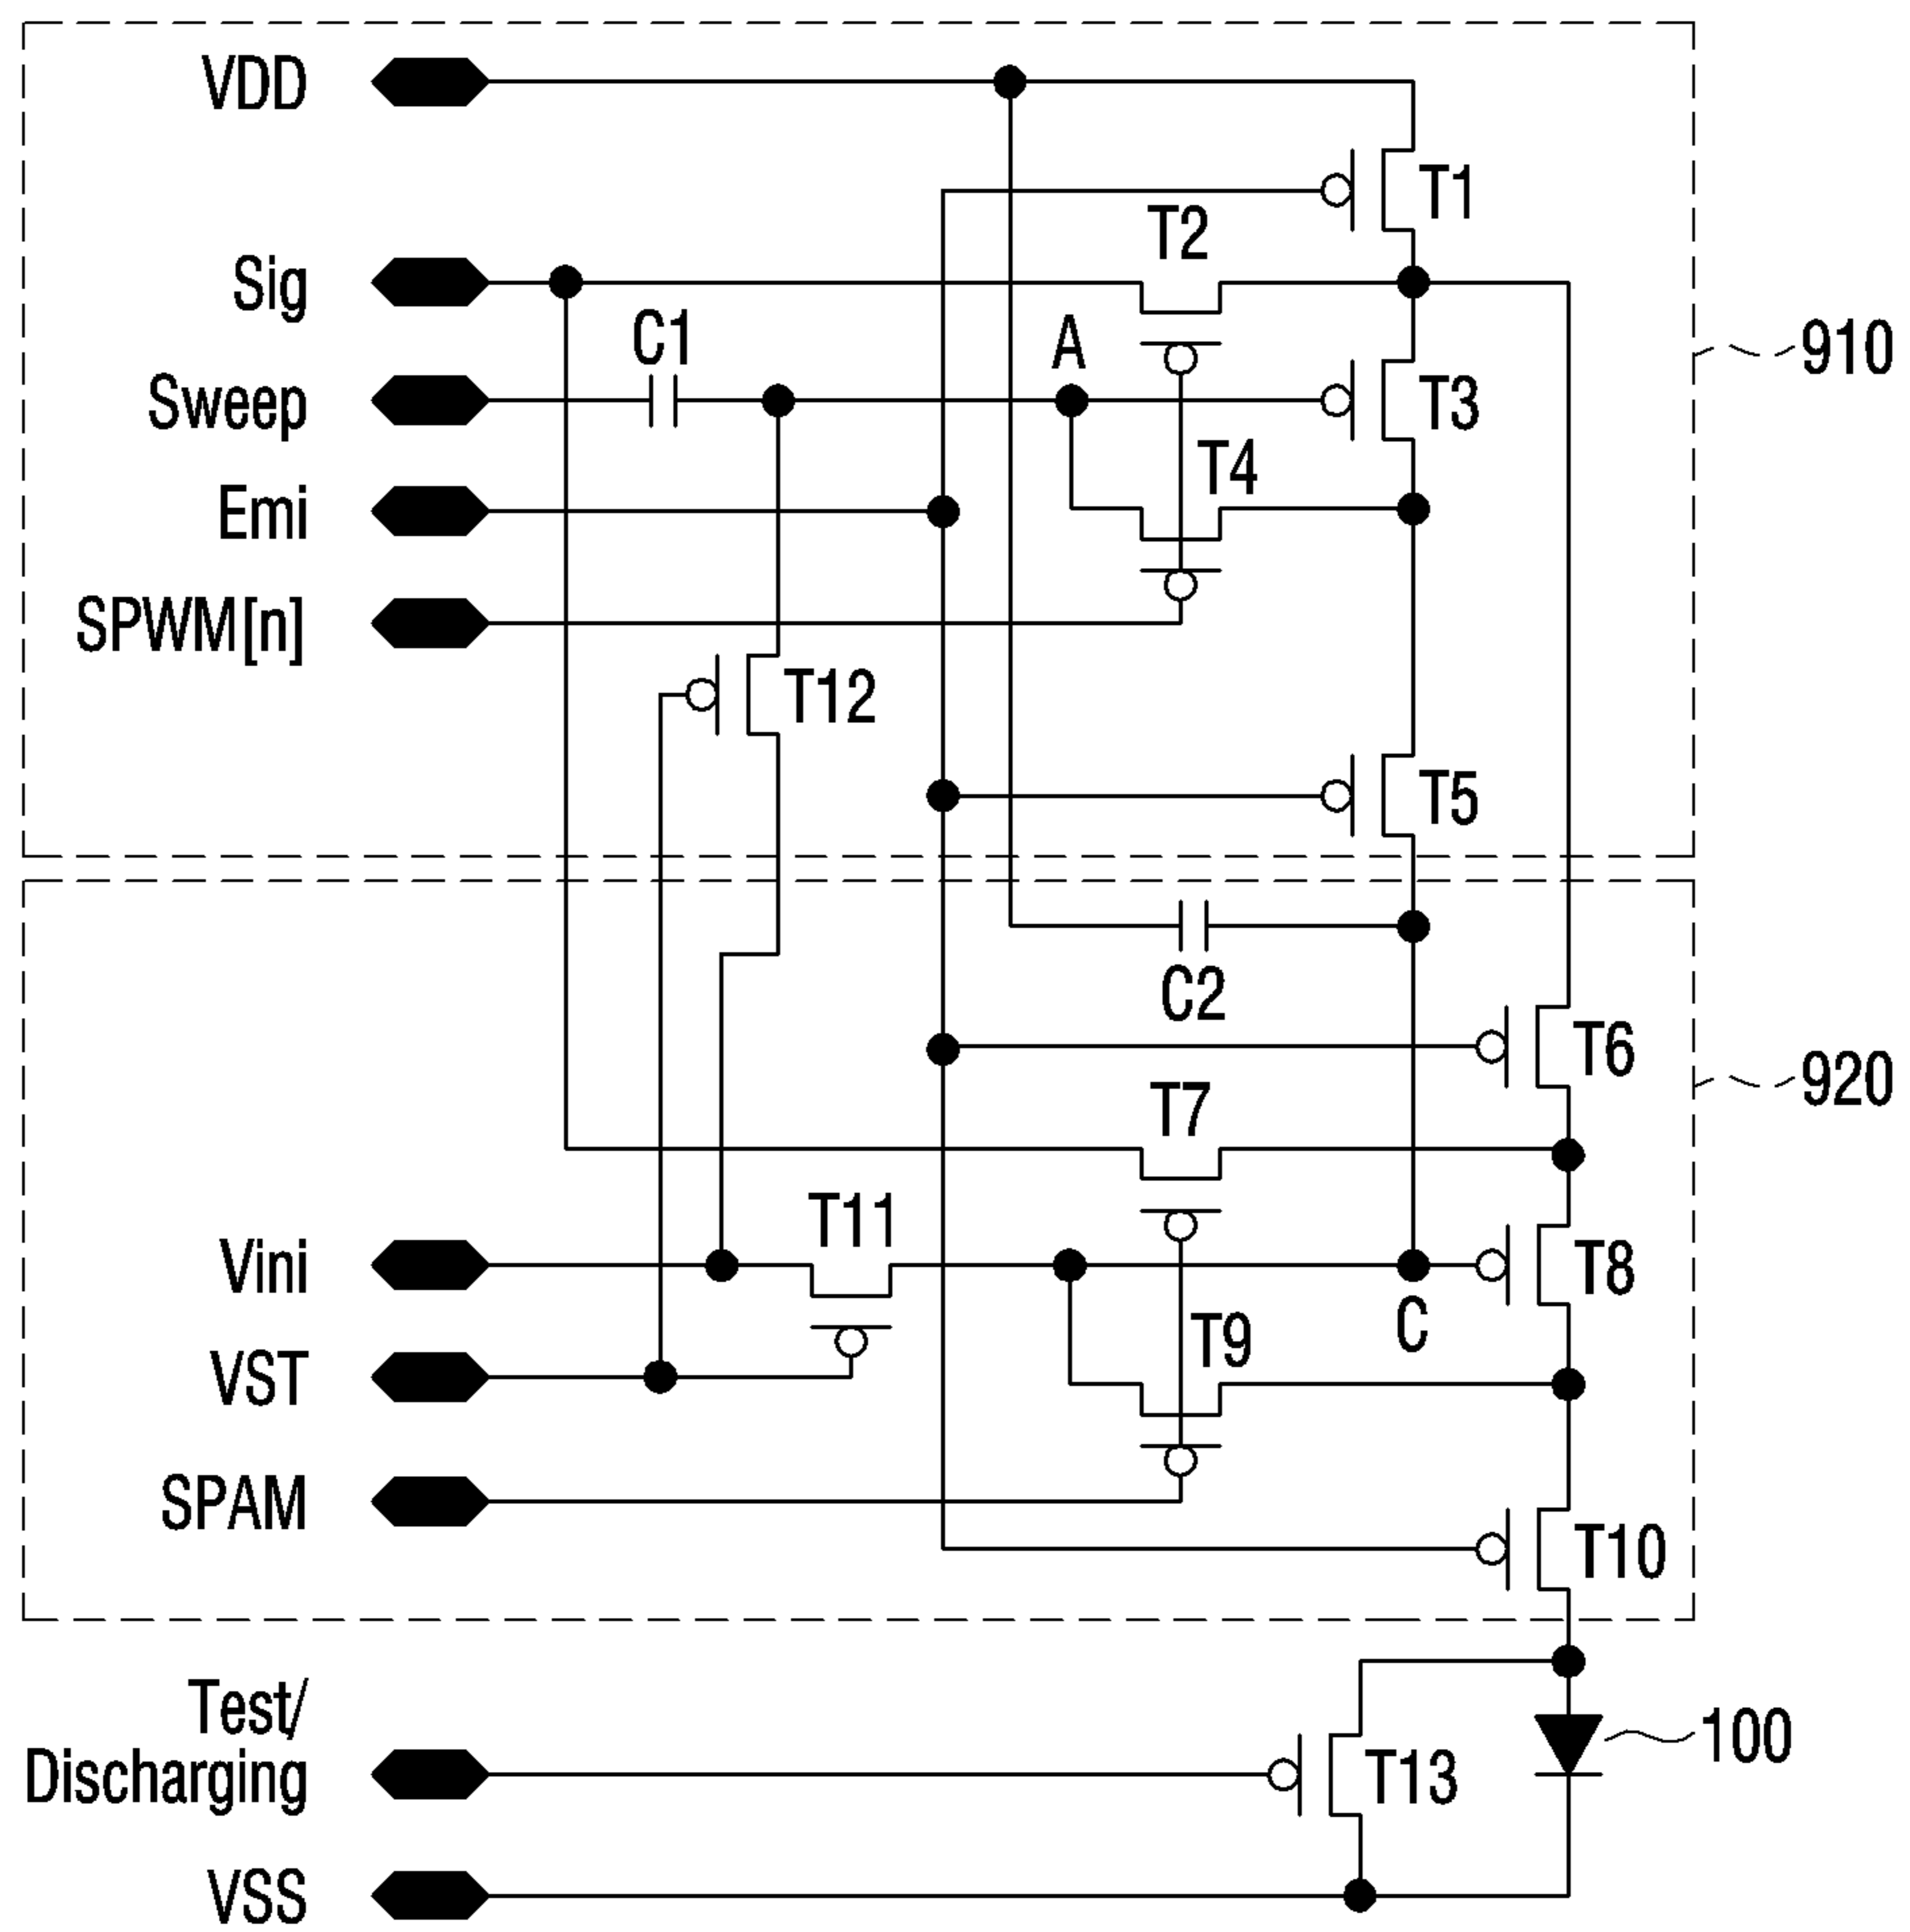 VDD
T1
T2
Sig
C1
A
910
Sweep
T3
T4
Emi
SPWM[n]
T12
T5
C2
T6
920
T7
T11
Vini
T8
C
T9
VST
SPAM
T10
Test/
Discharging
T13
100
VSS